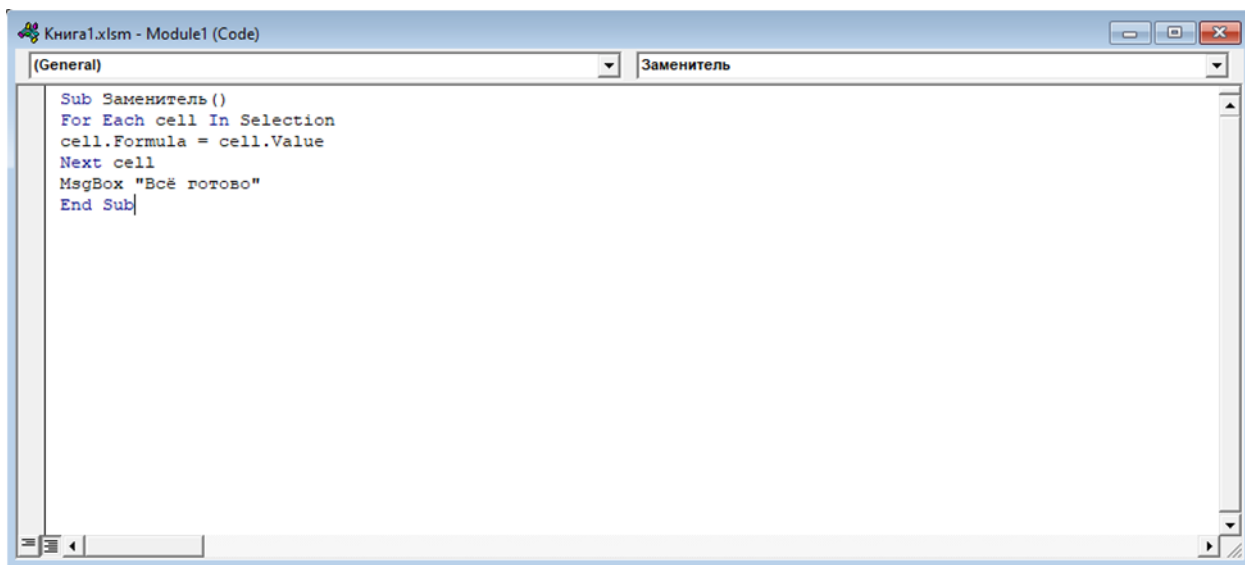 Книга1.xlsm - Module1 (Code)
(General) Заменитель
Sub Заменитель()
For Each cell In Selection
cell.Formula = cell.Value
Next cell
MsgBox "Всё готово"
End Sub